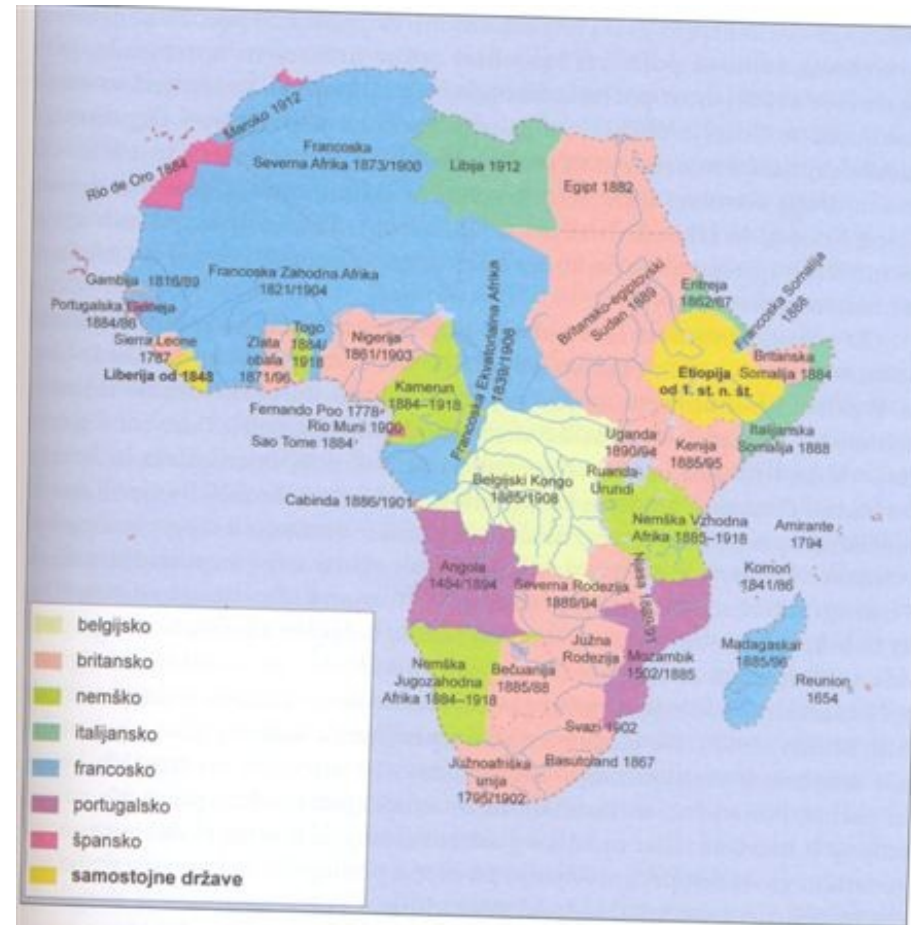 Maroko 1912
Rio de Oro 1884
Francoska
Severna Afrika 1873/1900
Libija 1912
Egipt 1882
Gambija 1816/89
Francoska Zahodna Afrika
1821/1904
Portugalska Gvineja
1884/86
Sierra Leone
1787
Liberija od 1848
Zlata
obala
1871/96
Togo
1884/
1918
Nigerija
1861/1903
Kamerun
1884–1918
Francoska Ekvatorialna Afrika
1839/1908
Britansko-egiptovski
Sudan 1889
Eritreja
1862/87
Francoska Somalija
1888
Etiopija
od 1. st. n. št.
Britanska
Somalija 1884
Italijanska
Somalija 1888
Fernando Poo 1778
Rio Muni 1900
Sao Tome 1884
Uganda
1890/94
Kenija
1885/95
Belgijski Kongo
1885/1908
Ruanda-
Urundi
Cabinda 1886/1901
Nemška Vzhodna
Afrika 1885–1918
Amirante
1794
Angola
1484/1894
Severna Rodezija
1889/94
Njasa
Komori
1841/86
Južna
Rodezija
Mozambik
1502/1885
Madagaskar
1885/96
Reunion
1654
Nemška
Jugozahodna
Afrika 1884–1918
Bečuanija
1885/88
Svazi 1902
Južnoafriška
unija
1795/1902
Basutoland 1867
belgijsko
britansko
nemško
italijansko
francosko
portugalsko
špansko
samostojne države